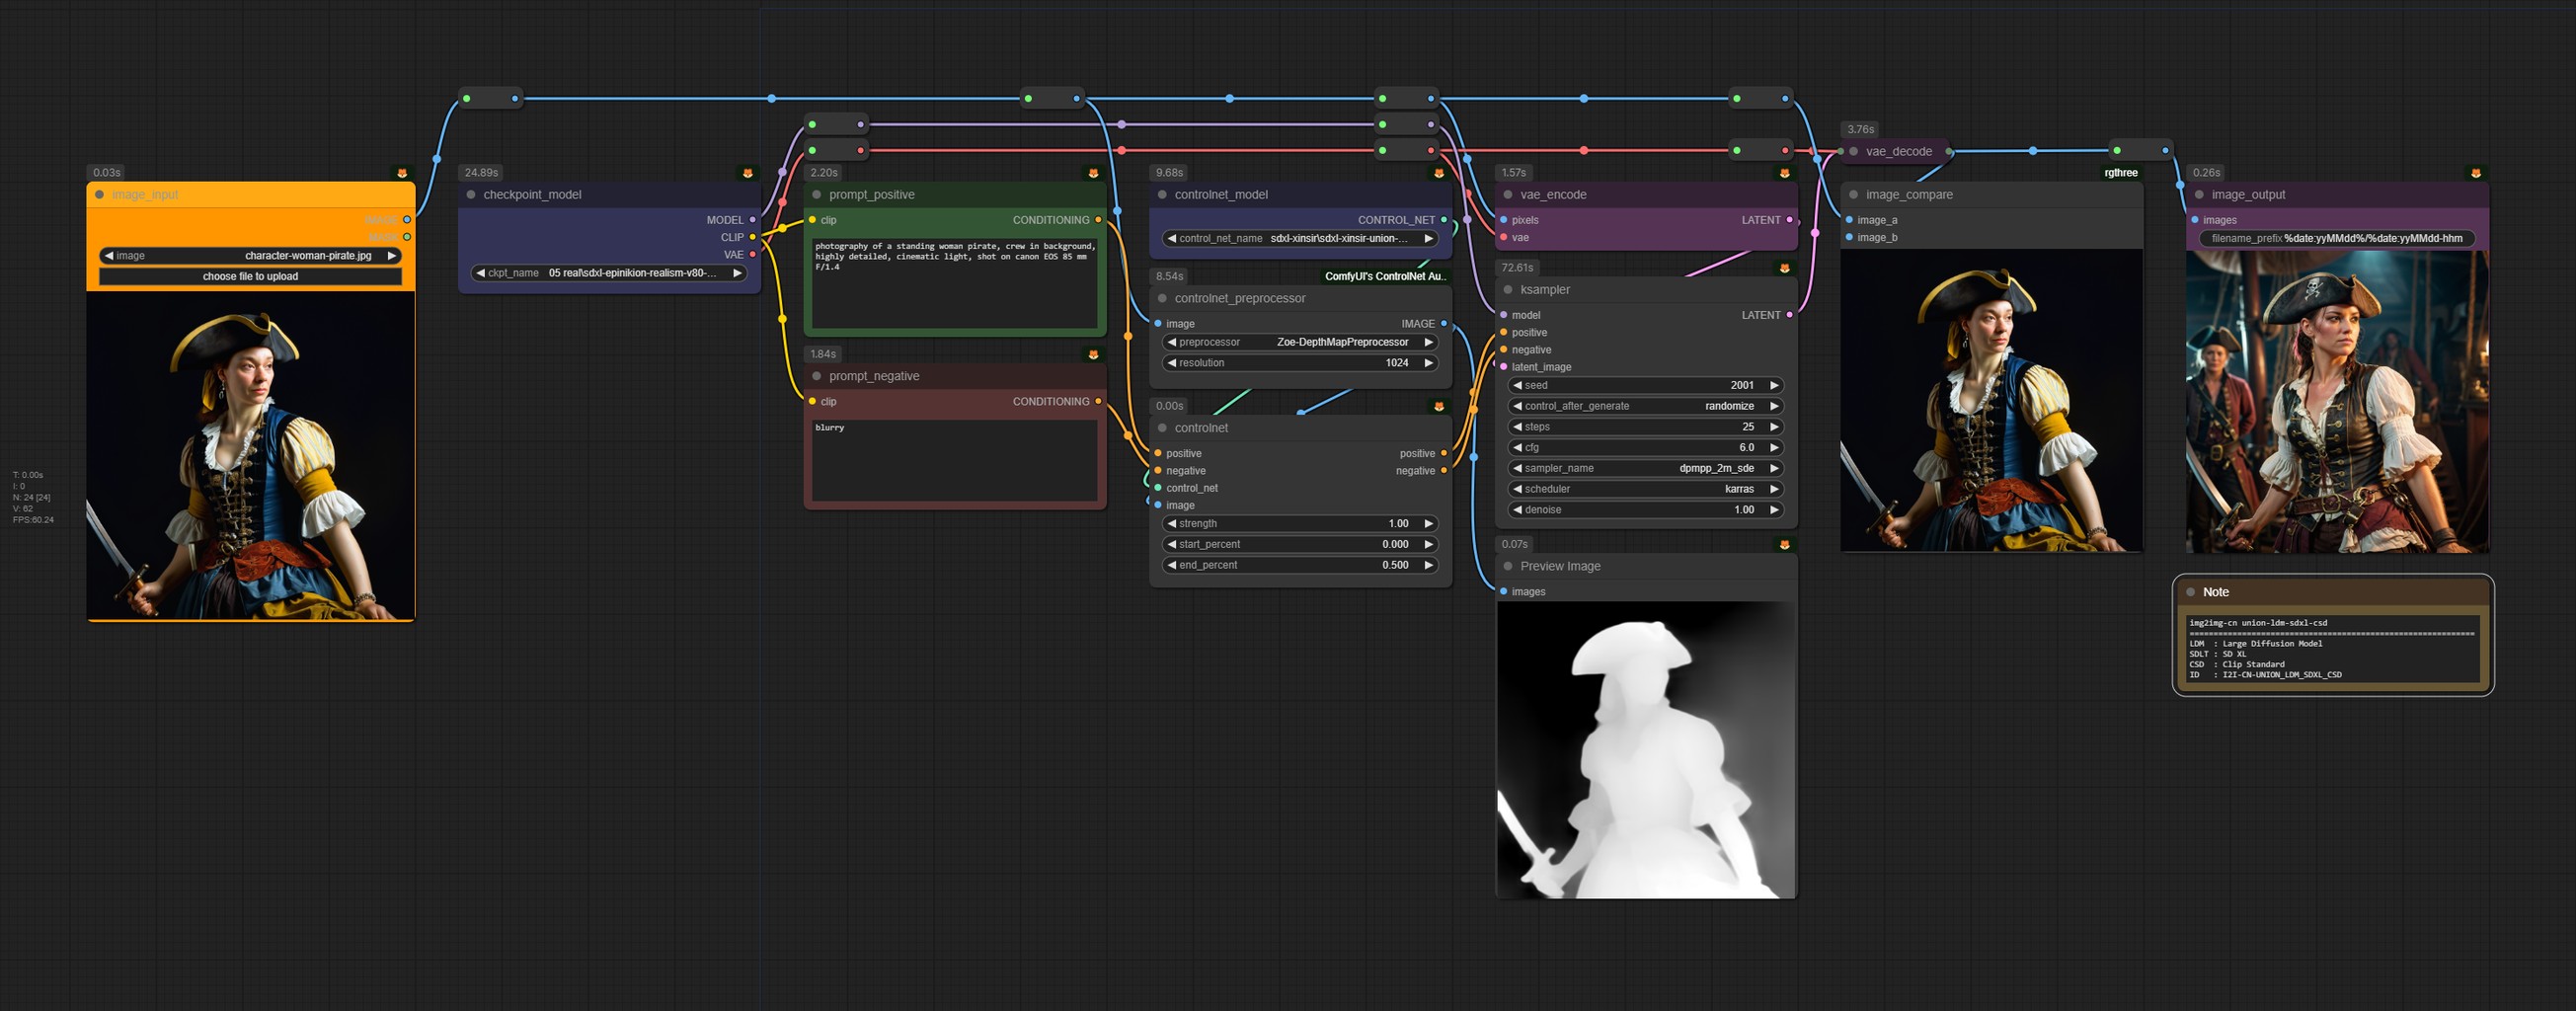 0.03s
image_input
IMAGE
MASK
image character-woman-pirate.jpg
choose file to upload
T: 0.00s
I: 0
N: 24 [24]
V: 62
FPS:60.24
24.89s
checkpoint_model
MODEL
CLIP
VAE
ckpt_name 05 real\sdxl-epinikion-realism-v80-...
2.20s
prompt_positive
clip CONDITIONING
photography of a standing woman pirate, crew in background,
highly detailed, cinematic light, shot on canon EOS 85 mm
F/1.4
1.84s
prompt_negative
clip CONDITIONING
blurry
9.68s
controlnet_model
CONTROL_NET
control_net_name sdxl-xinsir\sdxl-xinsir-union-...
8.54s ComfyUI's ControlNet Au..
controlnet_preprocessor
image IMAGE
preprocessor Zoe-DepthMapPreprocessor
resolution 1024
0.00s
controlnet
positive positive
negative negative
control_net
image
strength 1.00
start_percent 0.000
end_percent 0.500
1.57s
vae_encode
pixels LATENT
vae
72.61s
ksampler
model LATENT
positive
negative
latent_image
seed 2001
control_after_generate randomize
steps 25
cfg 6.0
sampler_name dpmpp_2m_sde
scheduler karras
denoise 1.00
0.07s
Preview Image
images
3.76s
vae_decode
rgthree
image_compare
image_a
image_b
0.26s
image_output
images
filename_prefix %date:yyMMdd%/%date:yyMMdd-hhm
Note
img2img-cn union-ldm-sdxl-csd
==================================================================
LDM : Large Diffusion Model
SDLT : SD XL
CSD : Clip Standard
ID : I2I-CN-UNION_LDM_SDXL_CSD